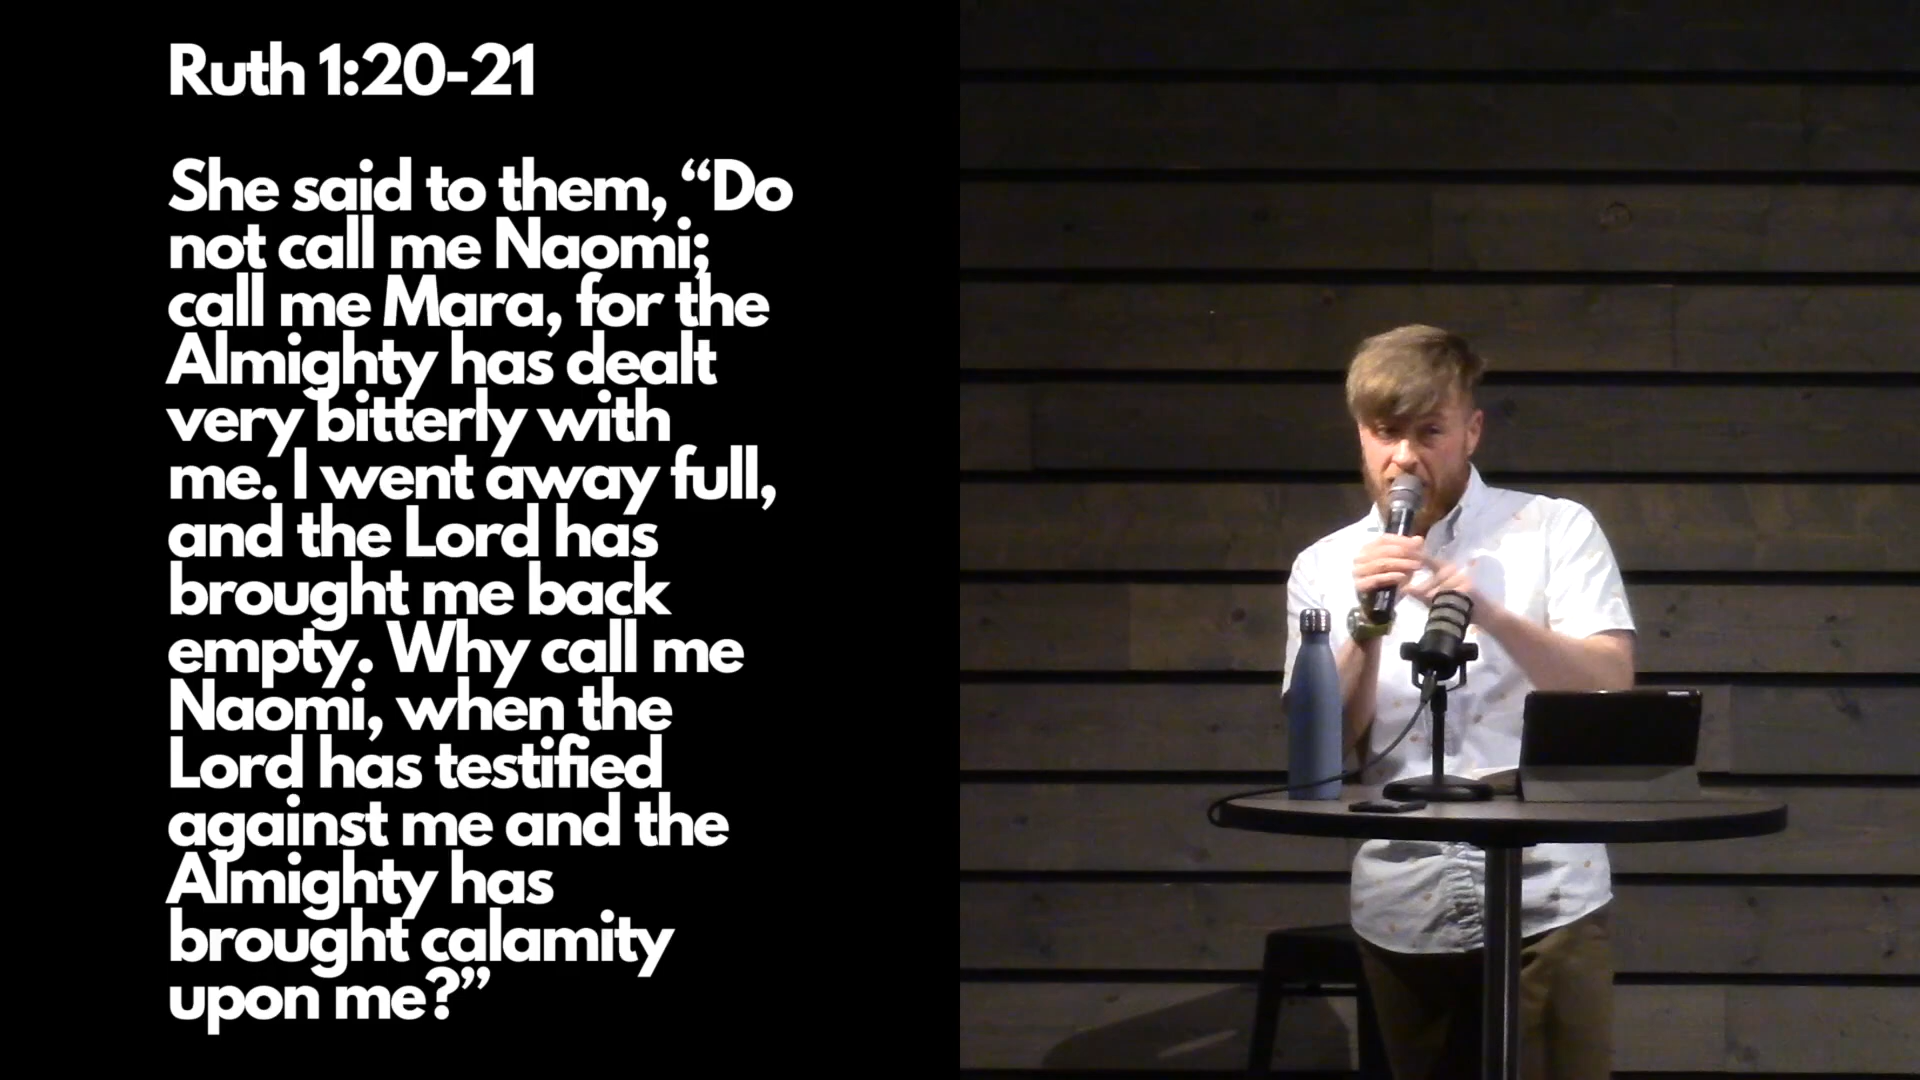 Ruth 1:20-21
She said to them, “Do
not call me Naomi;
call me Mara, for the
Almighty has dealt
very bitterly with
me. I went away full,
and the Lord has
brought me back
empty. Why call me
Naomi, when the
Lord has testified
against me and the
Almighty has
brought calamity
upon me?”